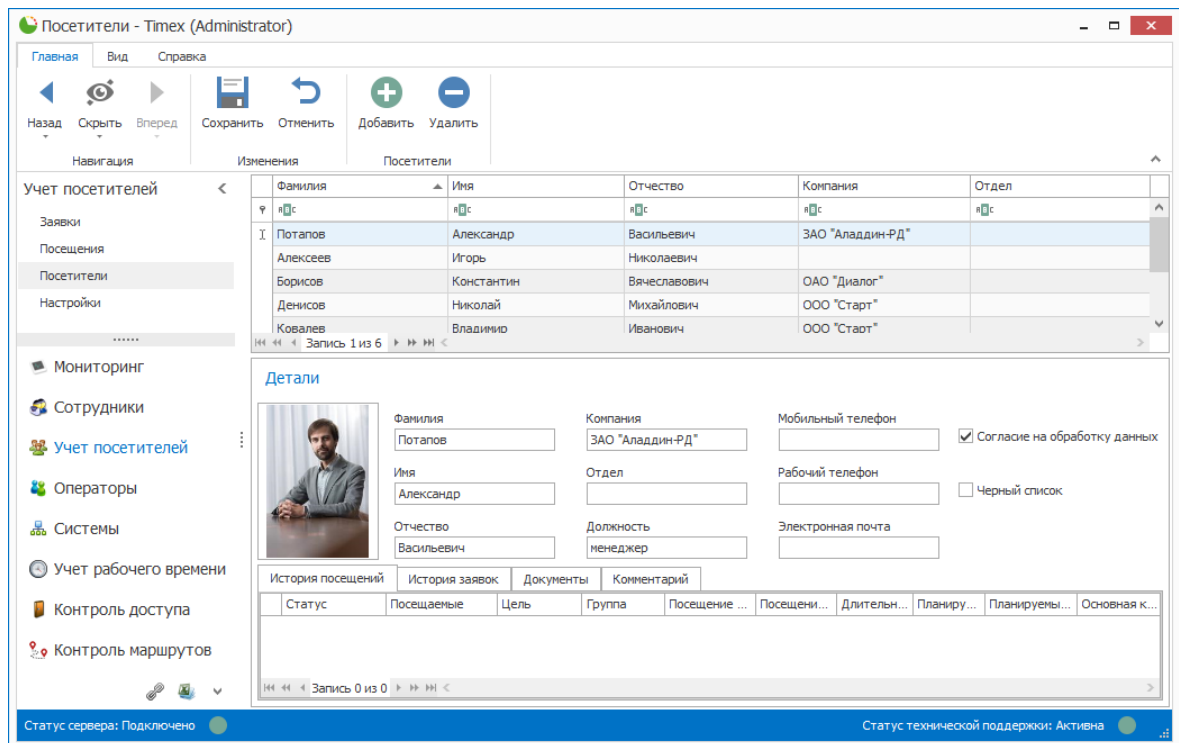 Посетители - Timex (Administrator)
Главная Вид Справка
Назад Скрыть Вперед Сохранить Отменить Добавить Удалить
Навигация Изменения Посетители
Учет посетителей
Заявки
Посещения
Посетители
Настройки
Мониторинг
Сотрудники
Учет посетителей
Операторы
Системы
Учет рабочего времени
Контроль доступа
Контроль маршрутов
Фамилия Имя Отчество Компания Отдел
Потапов Александр Васильевич ЗАО "Аладдин-РД"
Алексеев Игорь Николаевич
Борисов Константин Вячеславович ОАО "Диалог"
Денисов Николай Михайлович ООО "Старт"
Ковалев Владимир Иванович ООО "Старт"
Запись 1 из 6
Детали
Фамилия Компания Мобильный телефон
Потапов ЗАО "Аладдин-РД" Согласие на обработку данных
Имя Отдел Рабочий телефон
Александр Черный список
Отчество Должность Электронная почта
Васильевич менеджер
История посещений История заявок Документы Комментарий
Статус Посещаемые Цель Группа Посещение ... Посещени... Длительн... Планиру... Планируемы... Основная к...
Запись 0 из 0
Статус сервера: Подключено Статус технической поддержки: Активна